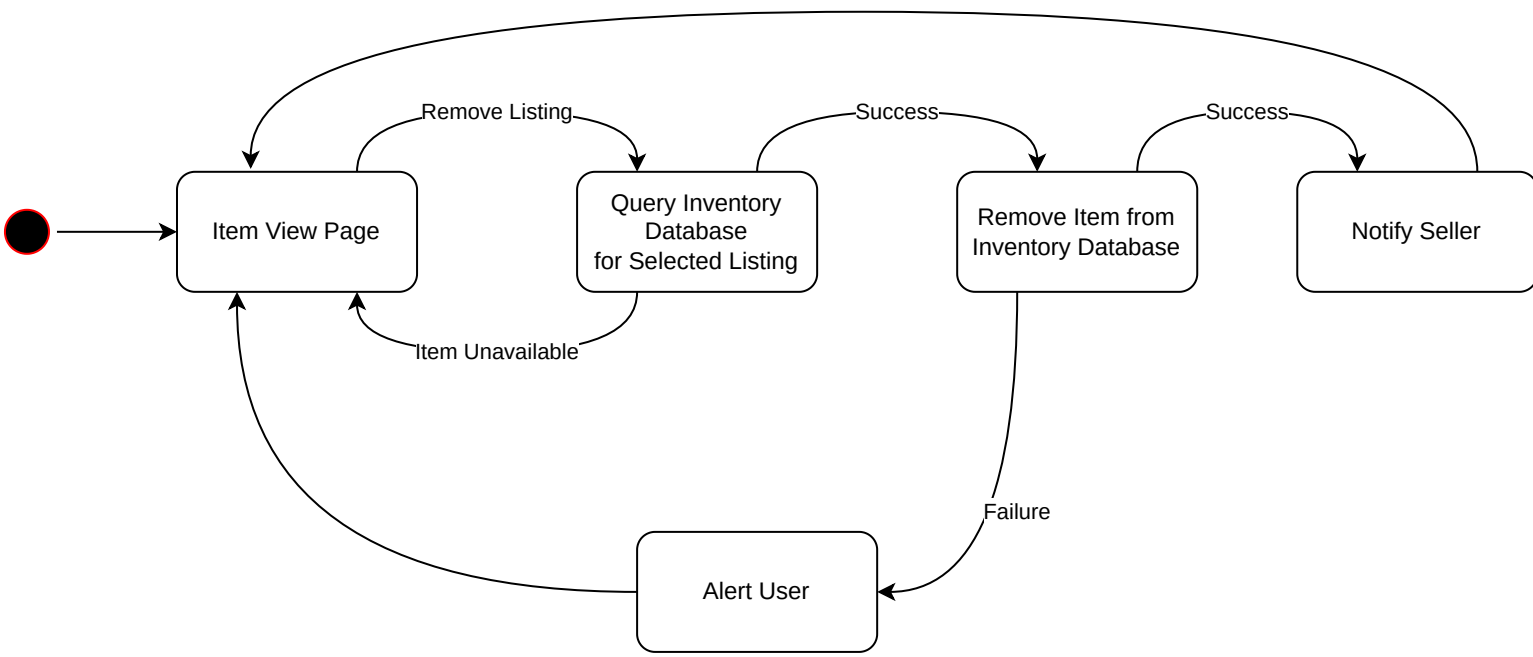 Remove Listing
Success
Success
Item View Page
Query Inventory
Database
for Selected Listing
Remove Item from
Inventory Database
Notify Seller
Item Unavailable
Failure
Alert User